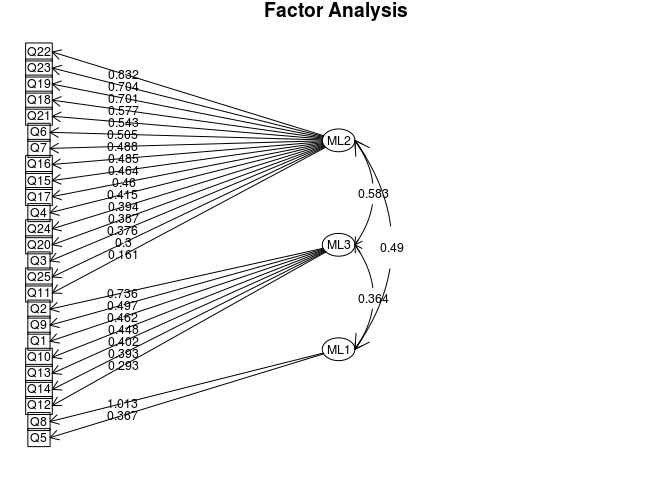 Factor Analysis
Q22
Q23
Q19
Q18
Q21
Q6
Q7
Q16
Q15
Q17
Q4
Q24
Q20
Q3
Q25
Q11
Q2
Q9
Q1
Q10
Q13
Q14
Q12
Q8
Q5
0.832
0.704
0.701
0.577
0.543
0.505
0.488
0.485
0.464
0.46
0.415
0.394
0.387
0.376
0.3
0.161
0.736
0.497
0.462
0.448
0.402
0.393
0.293
1.013
0.367
ML2
ML3
ML1
0.583
0.49
0.364